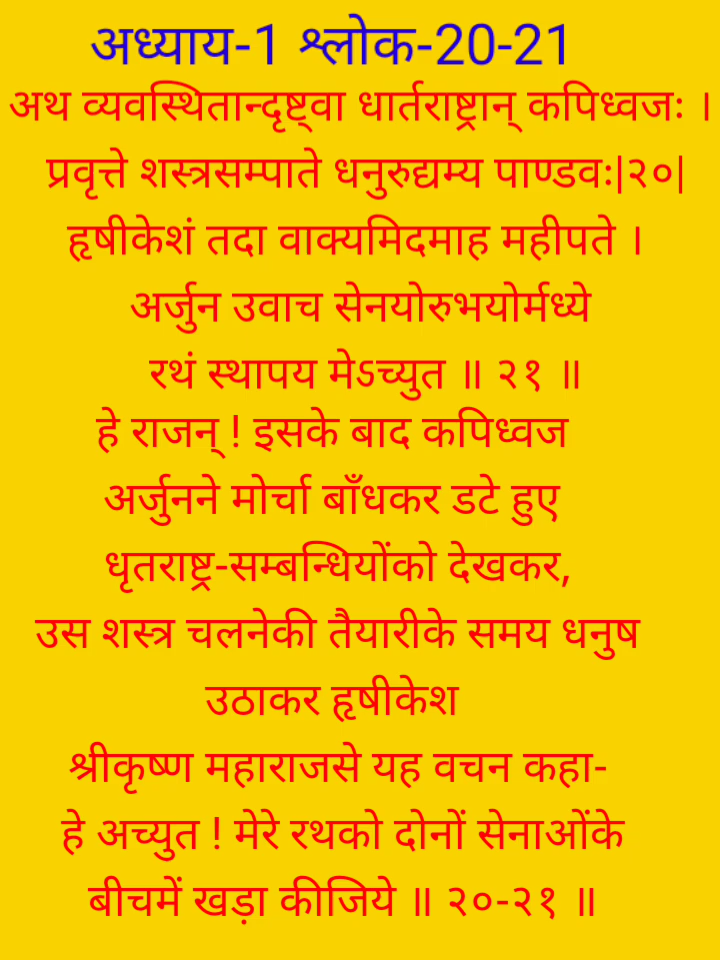 अध्याय-1 श्लोक-20-21
अथ व्यवस्थितान्दृष्ट्वा धार्तराष्ट्रान् कपिध्वजः ।
प्रवृत्ते शस्त्रसम्पाते धनुरुद्यम्य पाण्डवः|२०|
हृषीकेशं तदा वाक्यमिदमाह महीपते ।
अर्जुन उवाच सेनयोरुभयोर्मध्ये
रथं स्थापय मेऽच्युत ॥ २१ ॥
हे राजन् ! इसके बाद कपिध्वज
अर्जुनने मोर्चा बाँधकर डटे हुए
धृतराष्ट्र-सम्बन्धियोंको देखकर,
उस शस्त्र चलनेकी तैयारीके समय धनुष
उठाकर हृषीकेश
श्रीकृष्ण महाराजसे यह वचन कहा-
हे अच्युत ! मेरे रथको दोनों सेनाओंके
बीचमें खड़ा कीजिये ॥ २०-२१ ॥